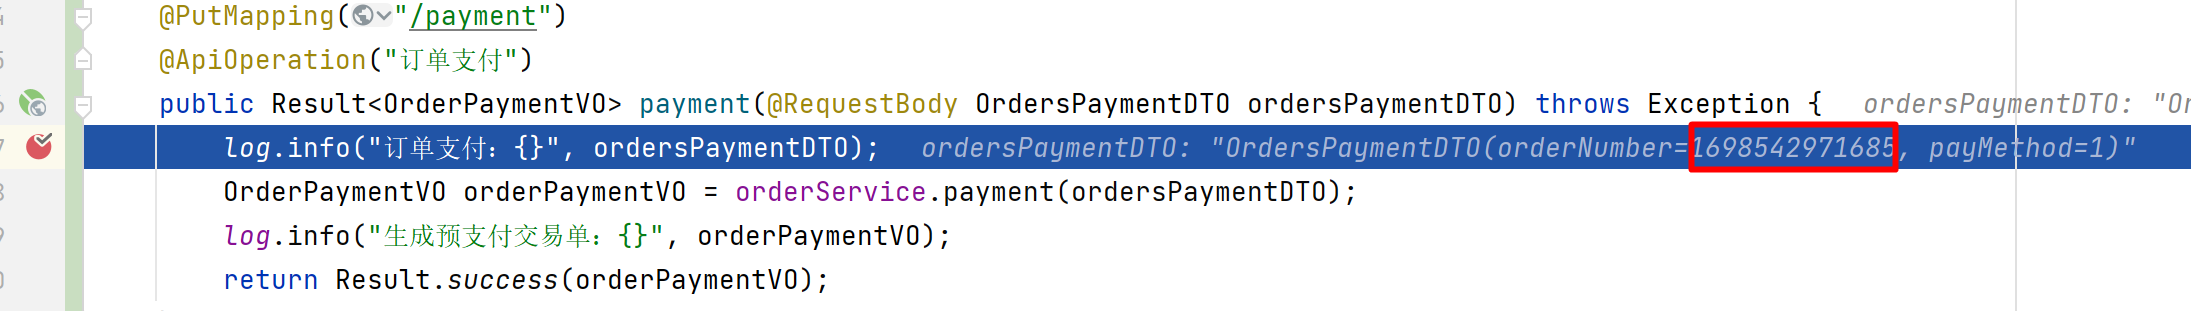 @PutMapping("/payment")
@ApiOperation("订单支付")
public Result<OrderPaymentVO> payment(@RequestBody OrdersPaymentDTO ordersPaymentDTO) throws Exception { ordersPaymentDTO: "Or
log.info("订单支付：{}", ordersPaymentDTO); ordersPaymentDTO: "OrdersPaymentDTO(orderNumber=1698542971685, payMethod=1)"
OrderPaymentVO orderPaymentVO = orderService.payment(ordersPaymentDTO);
log.info("生成预支付交易单：{}", orderPaymentVO);
return Result.success(orderPaymentVO);